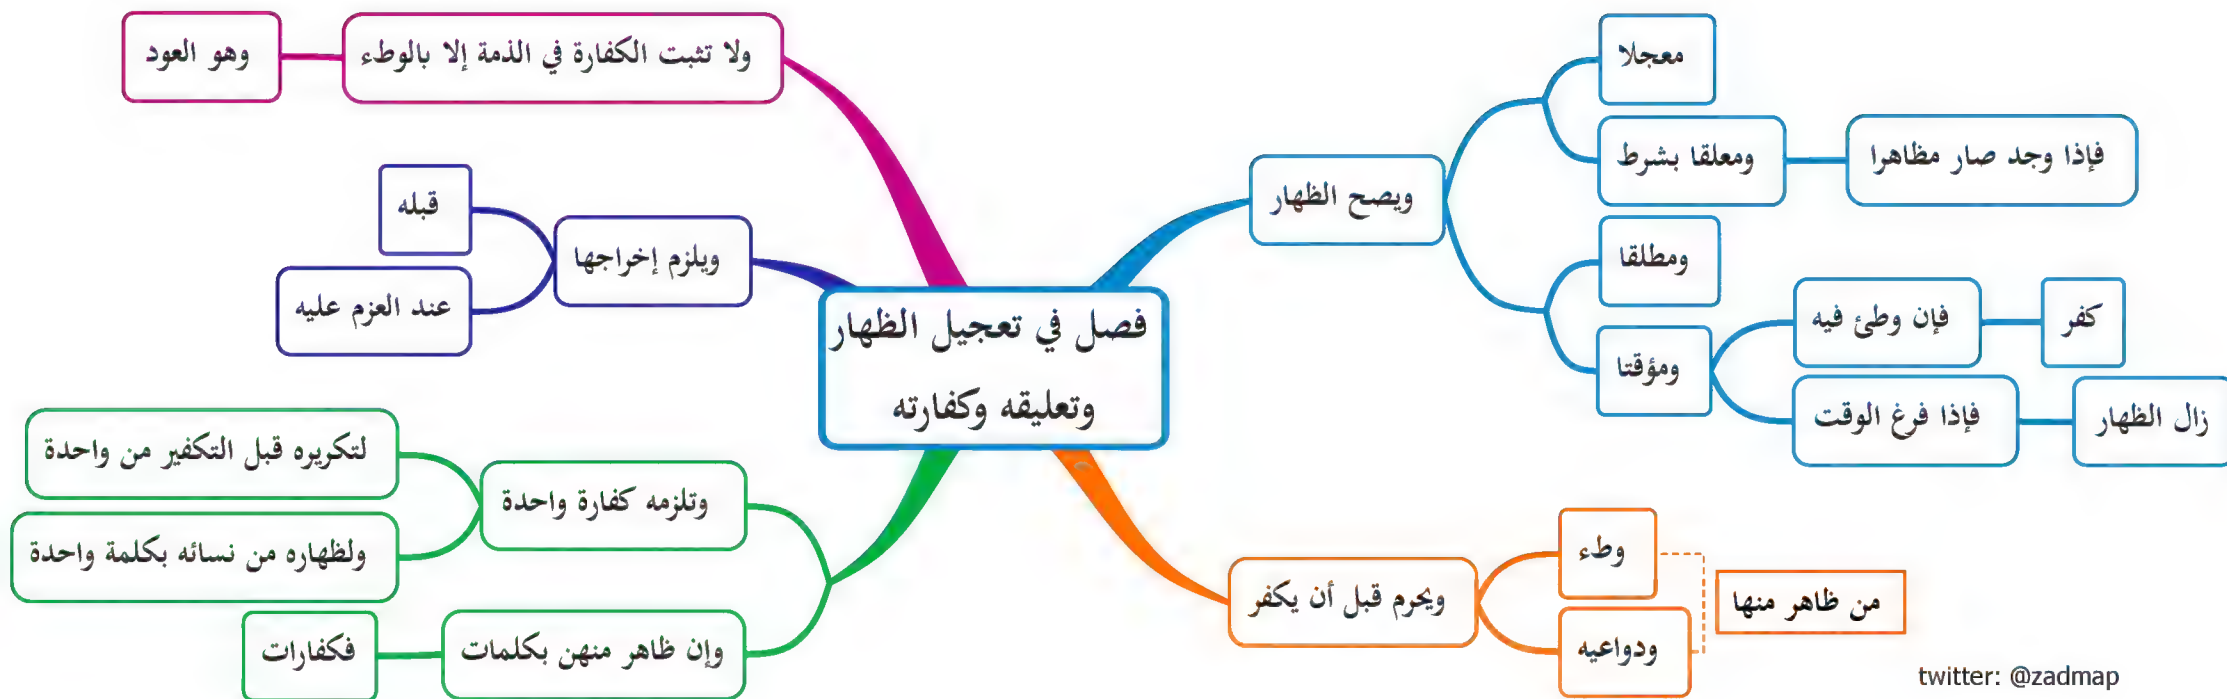 فصل في تعجيل الظهار
وتعليقه وكفارته
ويصح الظهار
معجلا
ومعلقا بشرط
فإذا وجد صار مظاهرا
ومطلقا
ومؤقتا
فإن وطئ فيه
كفر
فإذا فرغ الوقت
زال الظهار
ويحرم قبل أن يكفر
وطء
ودواعيه
من ظاهر منها
ولا تثبت الكفارة في الذمة إلا بالوطء
وهو العود
ويلزم إخراجها
قبله
عند العزم عليه
وتلزمه كفارة واحدة
لتكريره قبل التكفير من واحدة
ولظهاره من نسائه بكلمة واحدة
وإن ظاهر منهن بكلمات
فكفارات
twitter: @zadmap